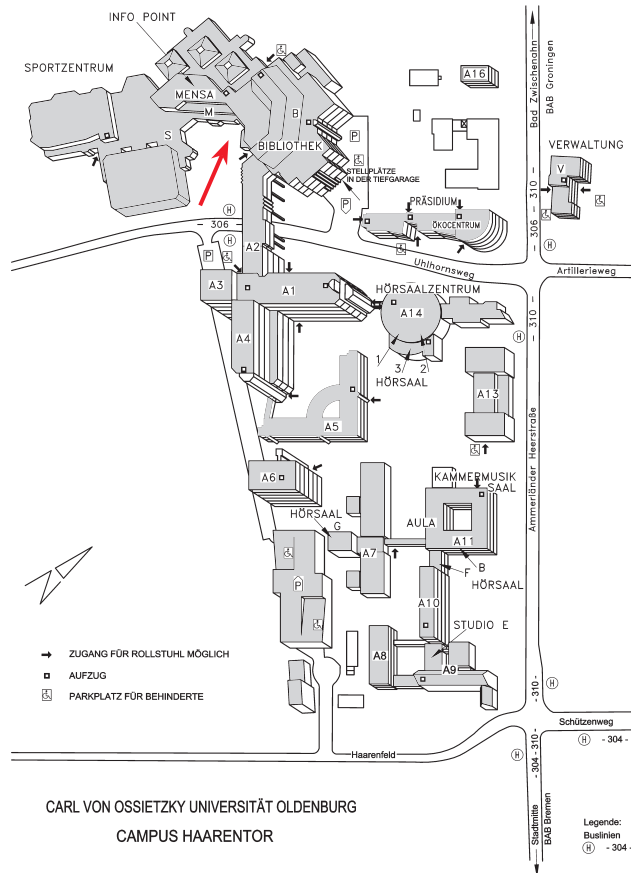 INFO POINT
SPORTZENTRUM
MENSA
M
S
B
BIBLIOTHEK
P
STELLPLÄTZE
IN DER TIEFGARAGE
P
A16
Bad Zwischenahn
BAB Groningen
VERWALTUNG
V
PRÄSIDIUM
ÖKOCENTRUM
- 306 - 310 -
H
H
- 306
H
A2
Uhlhornsweg
Artillerieweg
P
A3
A1
HÖRSAALZENTRUM
A14
1
3
2
HÖRSAAL
- 310 -
H
A4
A13
A5
Ammerländer Heerstraße
A6
KAMMERMUSIK
SAAL
HÖRSAAL
G
AULA
A7
A11
B
F
HÖRSAAL
P
A10
STUDIO E
A8
A9
ZUGANG FÜR ROLLSTUHL MÖGLICH
AUFZUG
PARKPLATZ FÜR BEHINDERTE
- 310 -
H
Schützenweg
H - 304 -
Haarenfeld
H
- 304 - 310 -
CARL VON OSSIETZKY UNIVERSITÄT OLDENBURG
CAMPUS HAARENTOR
Stadtmitte
BAB Bremen
Legende:
Buslinien
H - 304 -